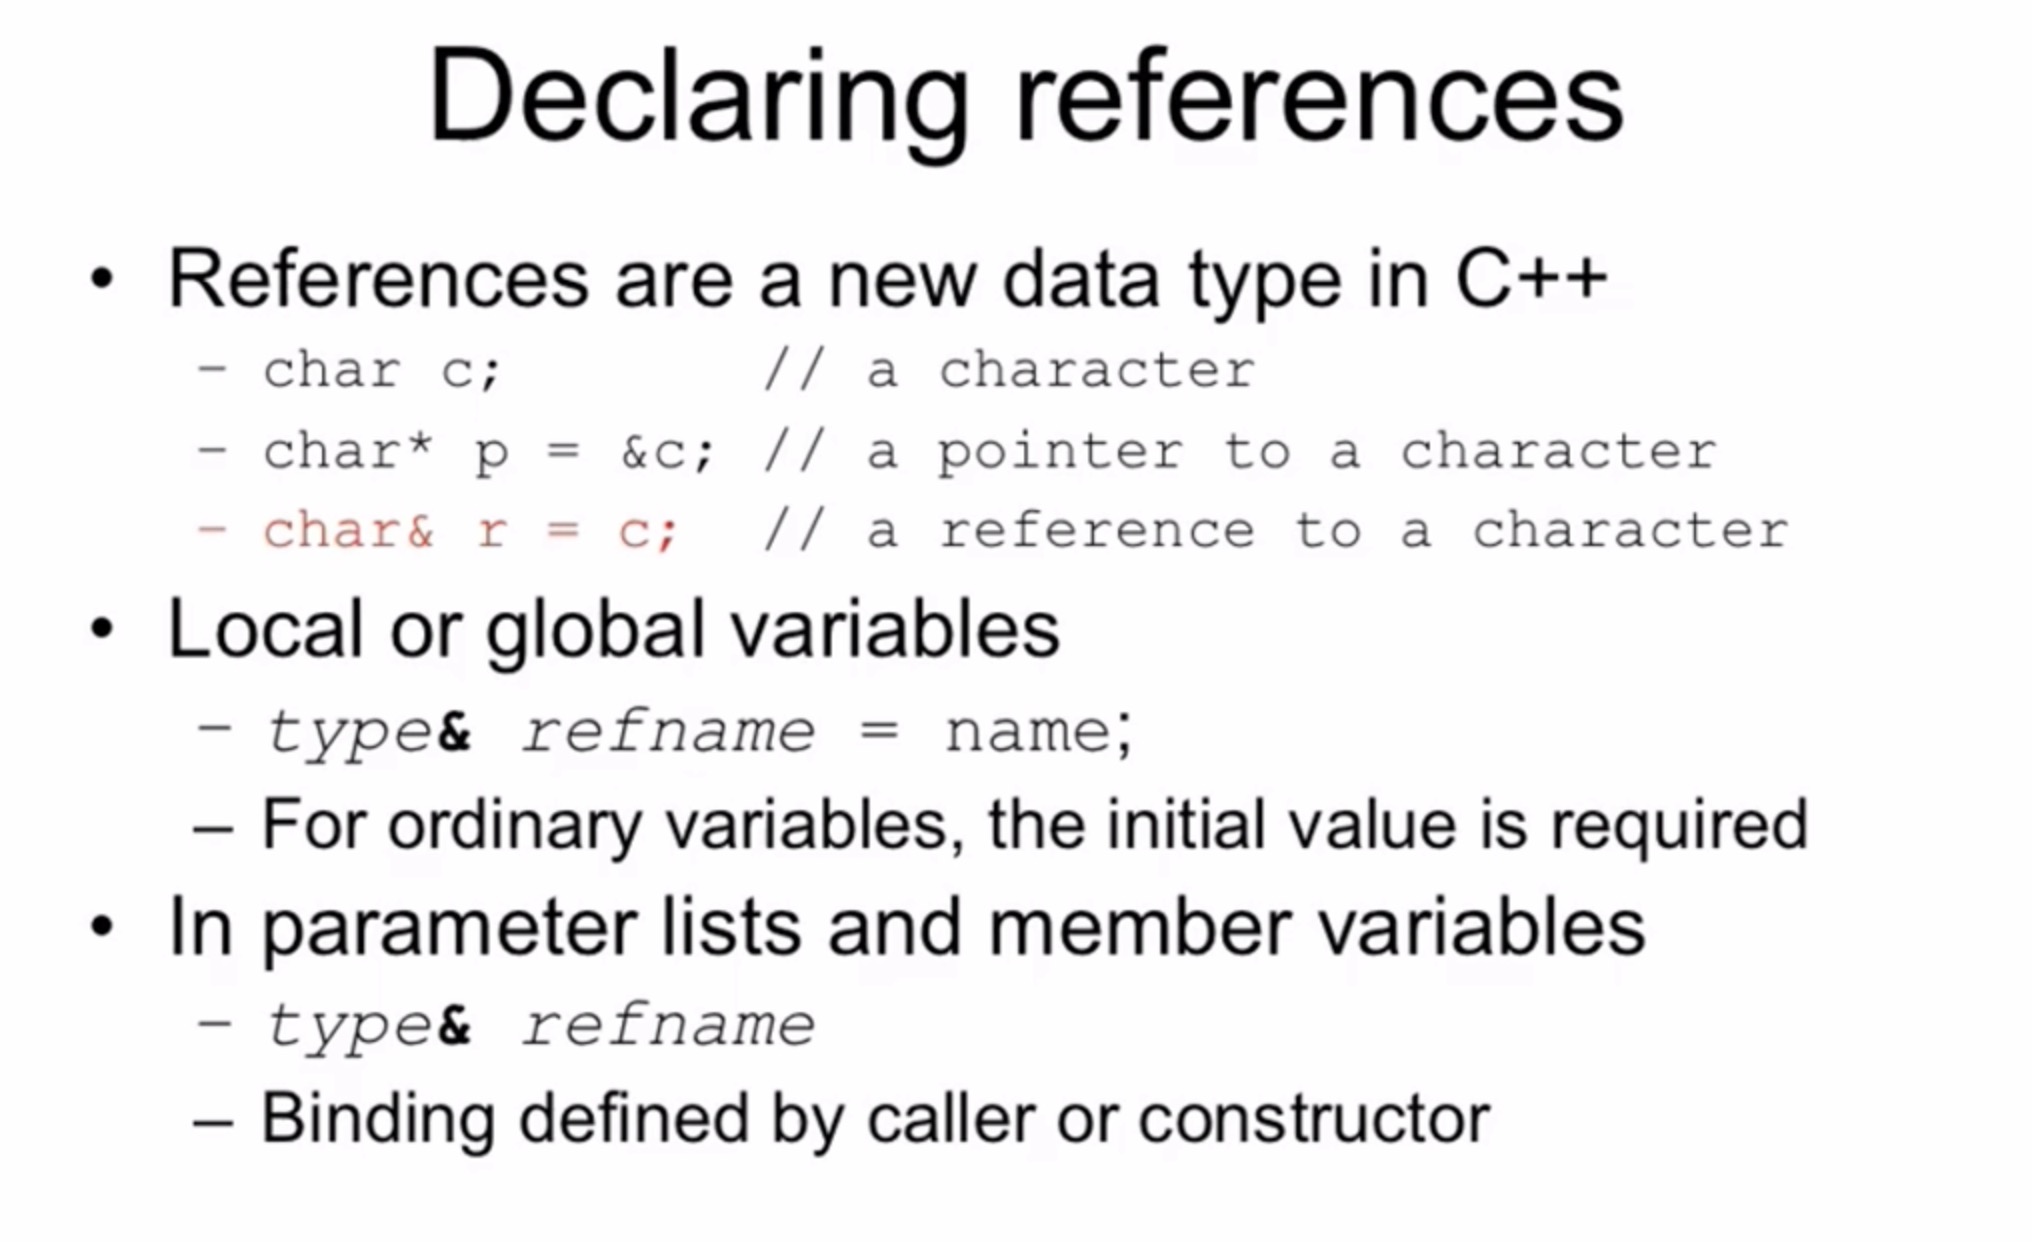 Declaring references
• References are a new data type in C++
– char c; // a character
– char* p = &c; // a pointer to a character
– char& r = c; // a reference to a character
• Local or global variables
– type& refname = name;
– For ordinary variables, the initial value is required
• In parameter lists and member variables
– type& refname
– Binding defined by caller or constructor